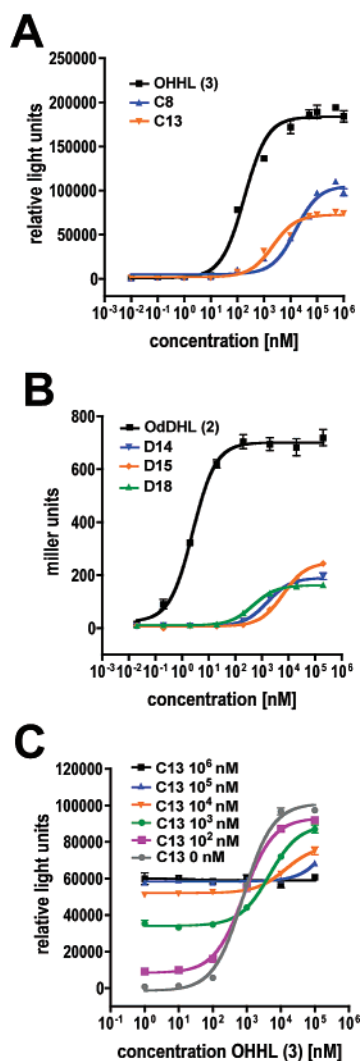 A
OHHL (3)
C8
C13
250000
200000
150000
100000
50000
0
relative light units
10-3 10-2 10-1 100 101 102 103 104 105 106
concentration [nM]
B
OdDHL (2)
D14
D15
D18
800
600
400
200
0
miller units
10-3 10-2 10-1 100 101 102 103 104 105 106
concentration [nM]
C
C13 10⁶ nM
C13 10⁵ nM
C13 10⁴ nM
C13 10³ nM
C13 10² nM
C13 0 nM
120000
100000
80000
60000
40000
20000
0
relative light units
10-1 100 101 102 103 104 105 106
concentration OHHL (3) [nM]